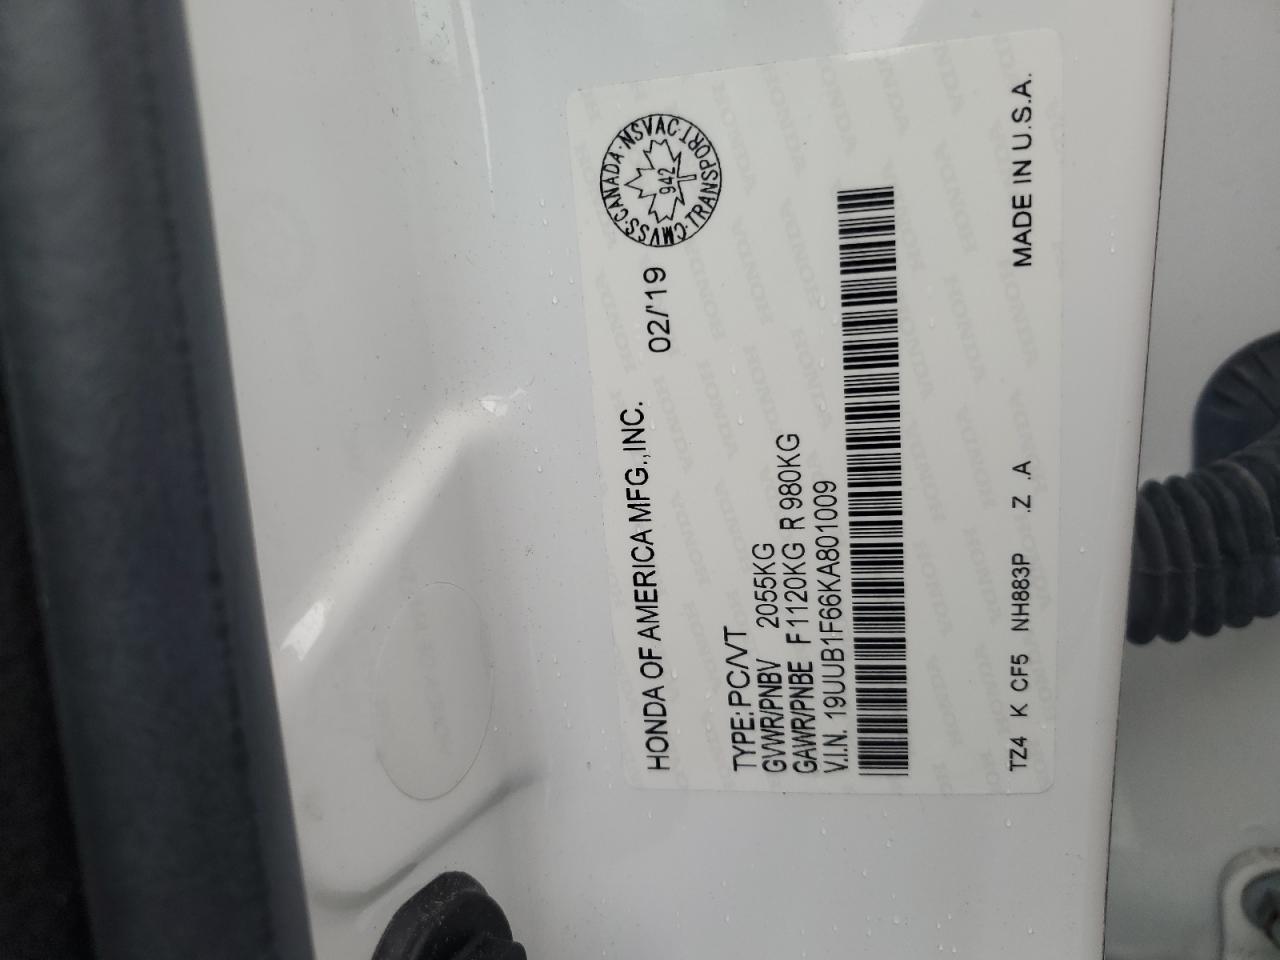 HONDA OF AMERICA MFG.,INC.
02/'19
CMVSS·CANADA·NSVAC·TRANSPORT
942
TYPE: PC/VT
GVWR/PNBV 2055KG
GAWR/PNBE F1120KG R 980KG
V.I.N. 19UUB1F66KA801009
TZ4 K CF5 NH883P .Z .A MADE IN U.S.A.